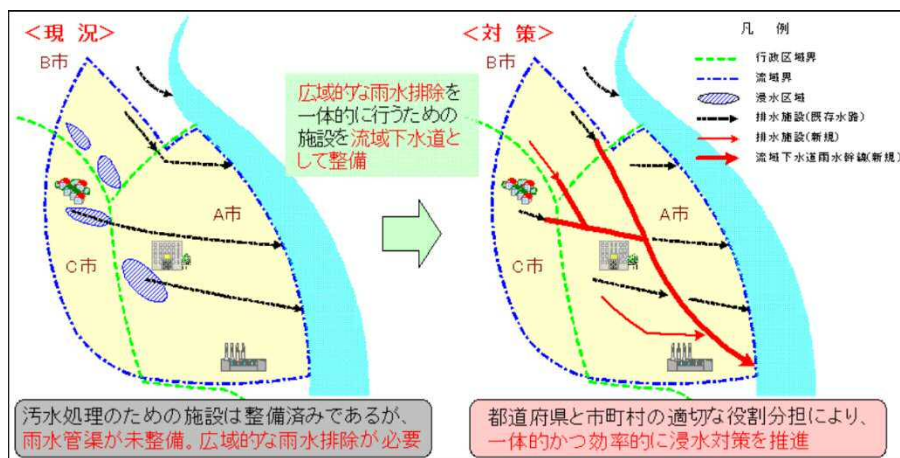 <現況>
B市
A市
C市
汚水処理のための施設は整備済みであるが、
雨水管渠が未整備。広域的な雨水排除が必要
広域的な雨水排除を
一体的に行うための
施設を流域下水道と
して整備
<対策>
B市
A市
C市
都道府県と市町村の適切な役割分担により、
一体的かつ効率的に浸水対策を推進
凡 例
行政区域界
流域界
浸水区域
排水施設(既存水路)
排水施設(新規)
流域下水道雨水幹線(新規)